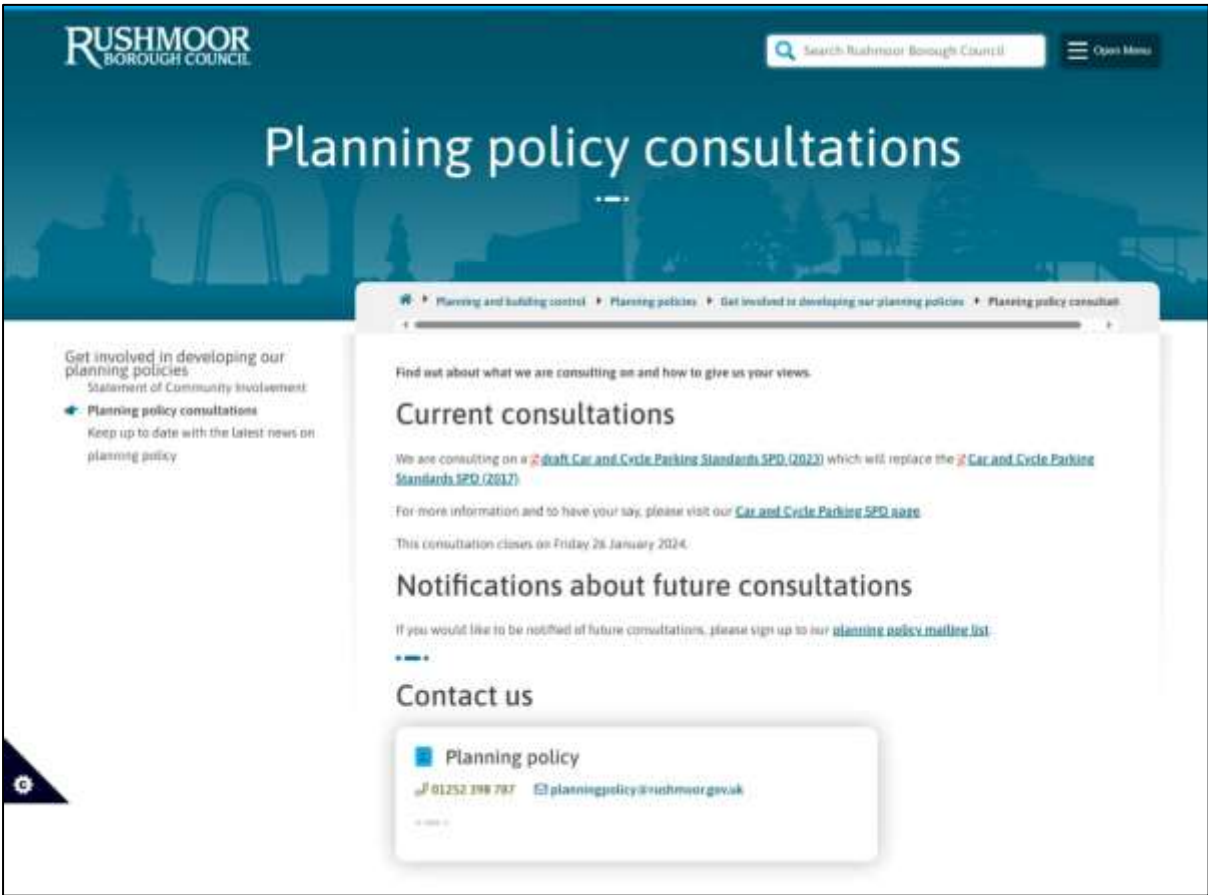 RUSHMOOR
BOROUGH COUNCIL
Search Rushmoor Borough Council
Open Menu
Planning policy consultations
Planning and building control
Planning policies
Get involved in developing our planning policies
Planning policy consultati
Get involved in developing our
planning policies
Statement of Community Involvement
Planning policy consultations
Keep up to date with the latest news on
planning policy
Find out about what we are consulting on and how to give us your views.
Current consultations
We are consulting on a draft Car and Cycle Parking Standards SPD (2023) which will replace the Car and Cycle Parking
Standards SPD (2017)
For more information and to have your say, please visit our Car and Cycle Parking SPD page
This consultation closes on Friday 26 January 2024.
Notifications about future consultations
If you would like to be notified of future consultations, please sign up to our planning policy mailing list
Contact us
Planning policy
01252 398 787 planningpolicy@rushmoor.gov.uk